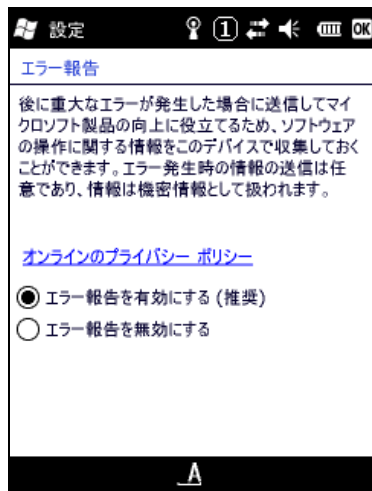 設定 1 OK
エラー報告
後に重大なエラーが発生した場合に送信してマイ
クロソフト製品の向上に役立てるため、ソフトウェア
の操作に関する情報をこのデバイスで収集しておく
ことができます。エラー発生時の情報の送信は任
意であり、情報は機密情報として扱われます。
オンラインのプライバシー ポリシー
エラー報告を有効にする (推奨)
エラー報告を無効にする
A